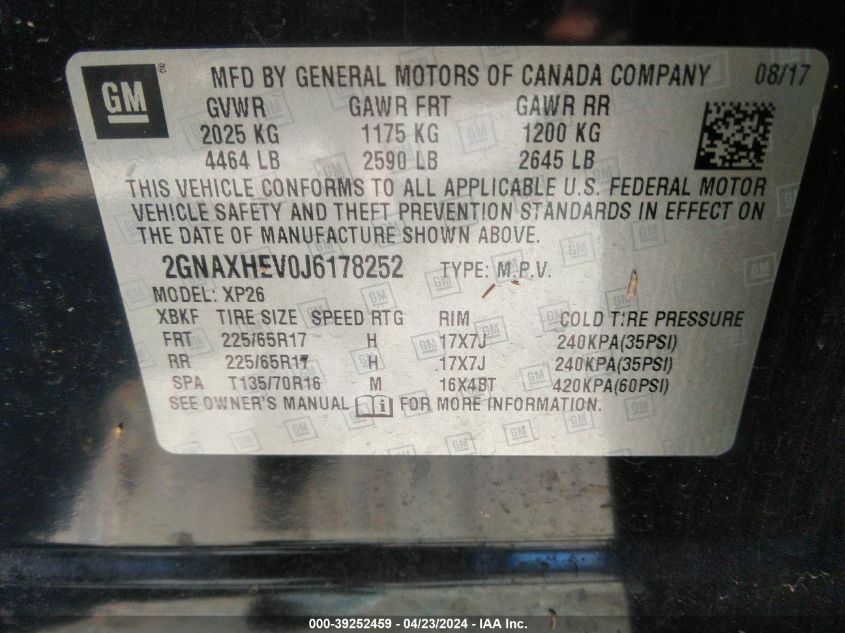 GM MFD BY GENERAL MOTORS OF CANADA COMPANY 08/17
GVWR GAWR FRT GAWR RR
2025 KG 1175 KG 1200 KG
4464 LB 2590 LB 2645 LB
THIS VEHICLE CONFORMS TO ALL APPLICABLE U.S. FEDERAL MOTOR
VEHICLE SAFETY AND THEFT PREVENTION STANDARDS IN EFFECT ON
THE DATE OF MANUFACTURE SHOWN ABOVE.
2GNAXHEV0J6178252 TYPE: M.P.V.
MODEL: XP26
XBKF TIRE SIZE SPEED RTG RIM COLD TIRE PRESSURE
FRT 225/65R17 H 17X7J 240KPA(35PSI)
RR 225/65R17 H 17X7J 240KPA(35PSI)
SPA T135/70R16 M 16X4BT 420KPA(60PSI)
SEE OWNER'S MANUAL FOR MORE INFORMATION.
000-39252459 - 04/23/2024 - IAA Inc.